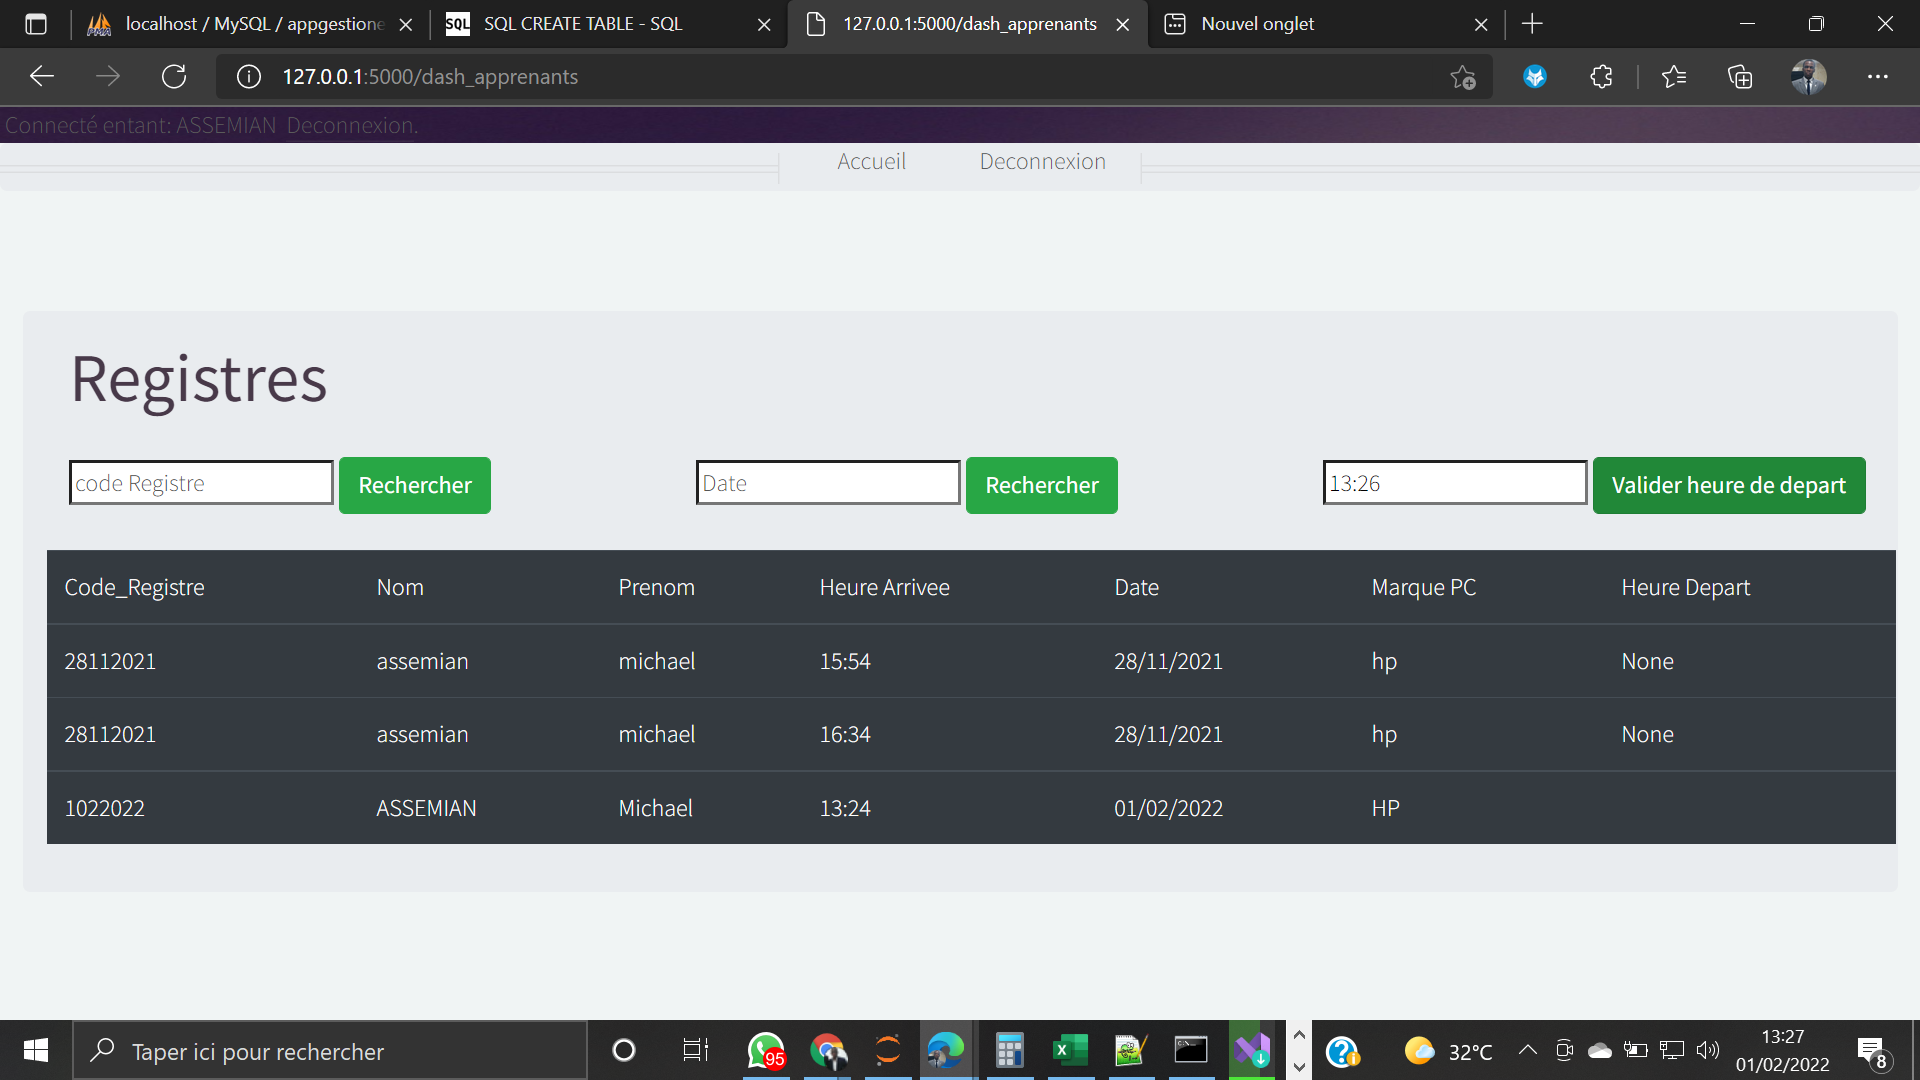 localhost / MySQL / appgestione
SQL SQL CREATE TABLE - SQL
127.0.0.1:5000/dash_apprenants
Nouvel onglet
127.0.0.1:5000/dash_apprenants
Connecté entant: ASSEMIAN Deconnexion.
Accueil Deconnexion
Registres
code Registre Rechercher Date Rechercher 13:26 Valider heure de depart
Code_Registre Nom Prenom Heure Arrivee Date Marque PC Heure Depart
28112021 assemian michael 15:54 28/11/2021 hp None
28112021 assemian michael 16:34 28/11/2021 hp None
1022022 ASSEMIAN Michael 13:24 01/02/2022 HP
Taper ici pour rechercher
95
32°C
13:27
01/02/2022
8